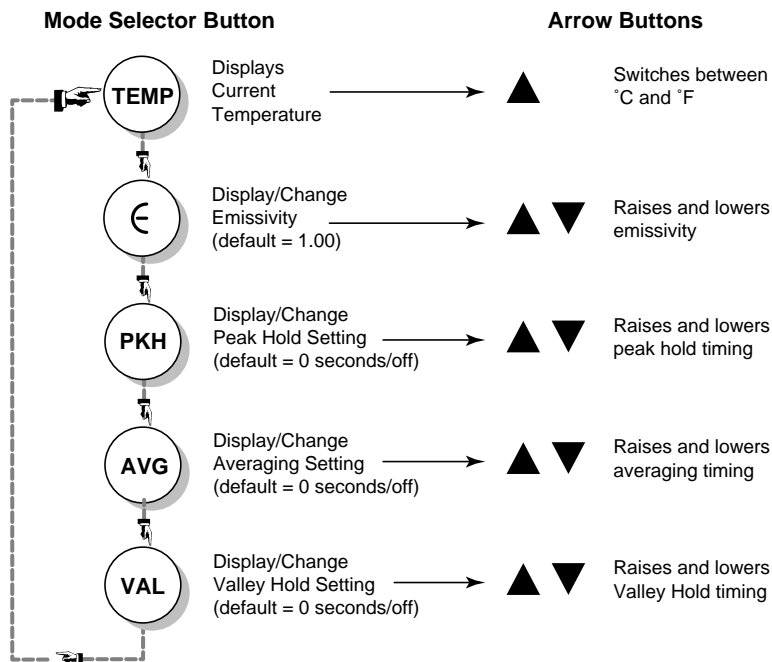 Mode Selector Button
Arrow Buttons
TEMP
Displays
Current
Temperature
Switches between
˚C and ˚F
∈
Display/Change
Emissivity
(default = 1.00)
Raises and lowers
emissivity
PKH
Display/Change
Peak Hold Setting
(default = 0 seconds/off)
Raises and lowers
peak hold timing
AVG
Display/Change
Averaging Setting
(default = 0 seconds/off)
Raises and lowers
averaging timing
VAL
Display/Change
Valley Hold Setting
(default = 0 seconds/off)
Raises and lowers
Valley Hold timing